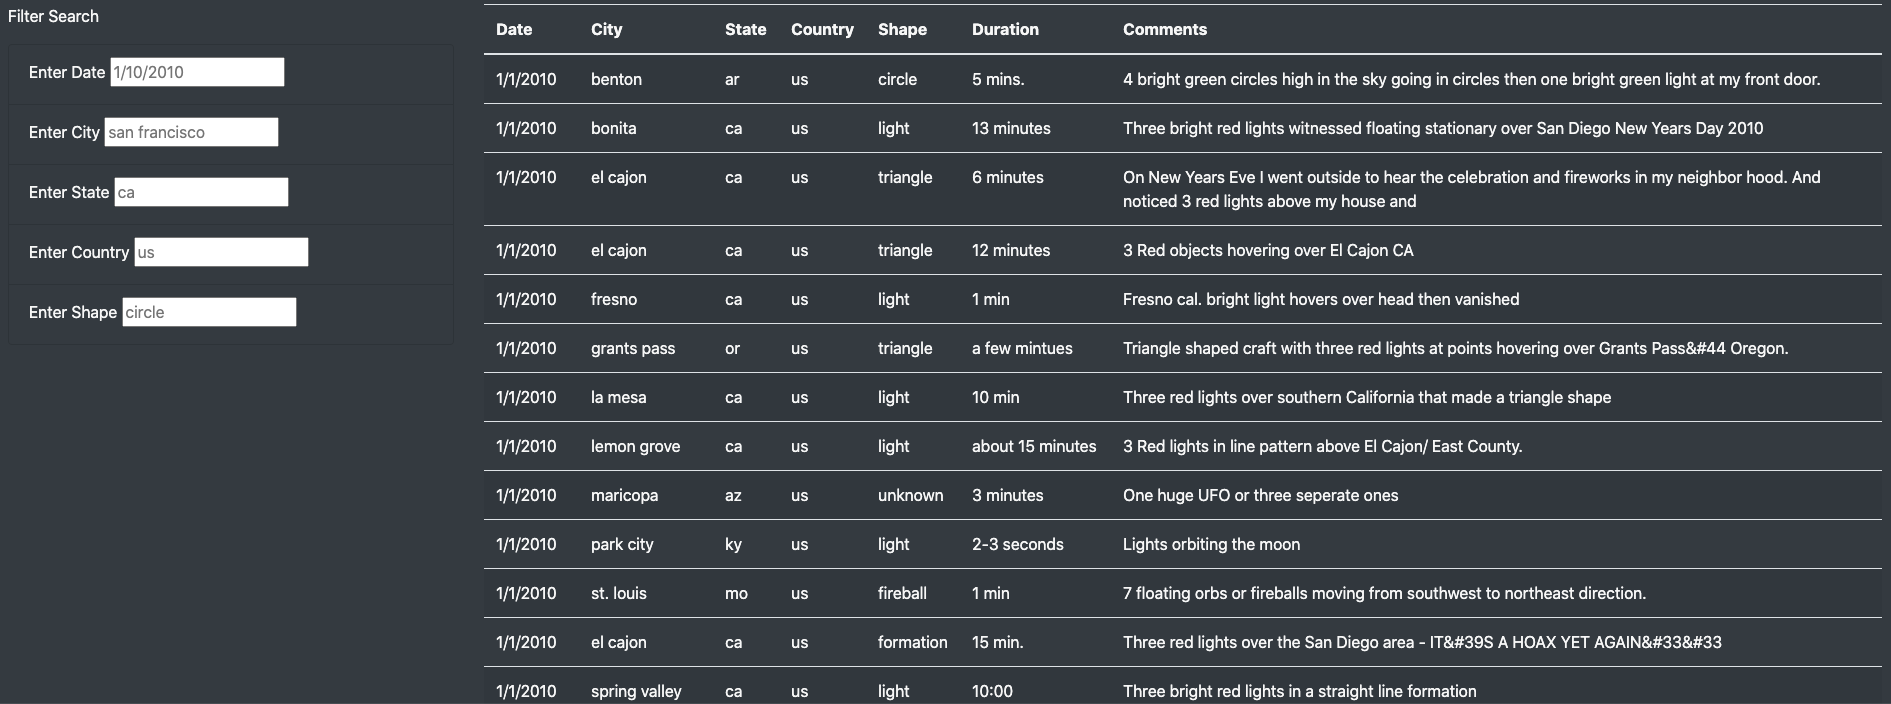 Filter Search
Enter Date 1/10/2010
Enter City san francisco
Enter State ca
Enter Country us
Enter Shape circle
Date City State Country Shape Duration Comments
1/1/2010 benton ar us circle 5 mins. 4 bright green circles high in the sky going in circles then one bright green light at my front door.
1/1/2010 bonita ca us light 13 minutes Three bright red lights witnessed floating stationary over San Diego New Years Day 2010
1/1/2010 el cajon ca us triangle 6 minutes On New Years Eve I went outside to hear the celebration and fireworks in my neighbor hood. And
noticed 3 red lights above my house and
1/1/2010 el cajon ca us triangle 12 minutes 3 Red objects hovering over El Cajon CA
1/1/2010 fresno ca us light 1 min Fresno cal. bright light hovers over head then vanished
1/1/2010 grants pass or us triangle a few mintues Triangle shaped craft with three red lights at points hovering over Grants Pass&#44 Oregon.
1/1/2010 la mesa ca us light 10 min Three red lights over southern California that made a triangle shape
1/1/2010 lemon grove ca us light about 15 minutes 3 Red lights in line pattern above El Cajon/ East County.
1/1/2010 maricopa az us unknown 3 minutes One huge UFO or three seperate ones
1/1/2010 park city ky us light 2-3 seconds Lights orbiting the moon
1/1/2010 st. louis mo us fireball 1 min 7 floating orbs or fireballs moving from southwest to northeast direction.
1/1/2010 el cajon ca us formation 15 min. Three red lights over the San Diego area - IT&#39S A HOAX YET AGAIN&#33&#33
1/1/2010 spring valley ca us light 10:00 Three bright red lights in a straight line formation